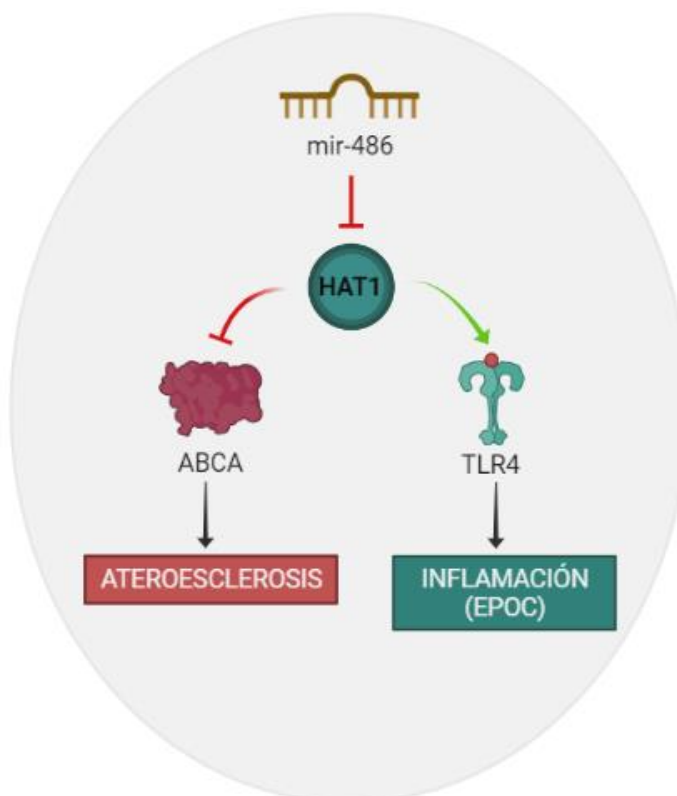 mir-486
HAT1
ABCA
TLR4
ATEROESCLEROSIS
INFLAMACIÓN
(EPOC)